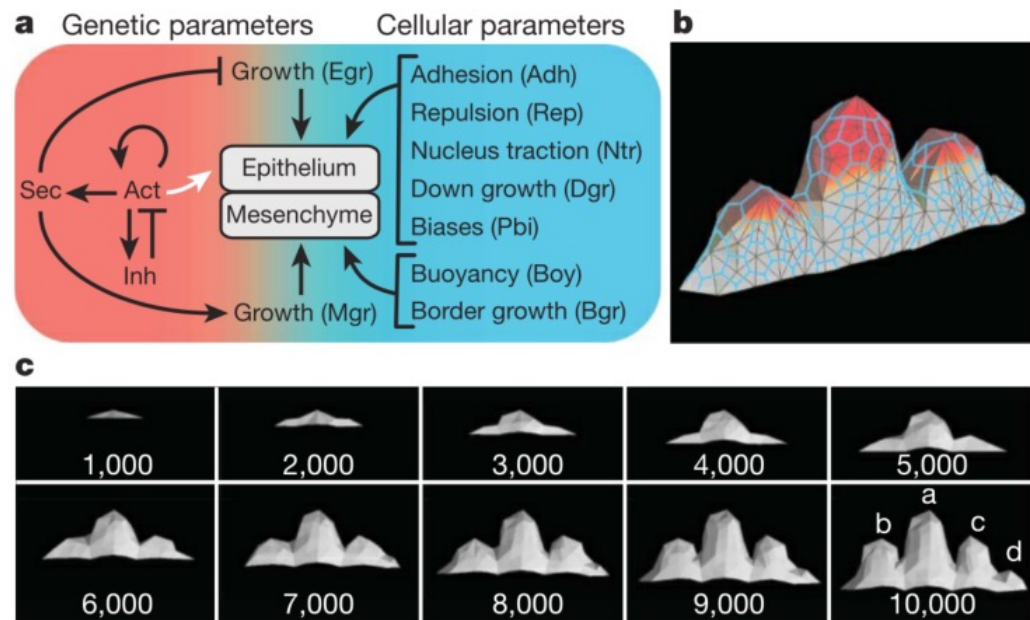 a Genetic parameters Cellular parameters b
Growth (Egr)
Adhesion (Adh)
Repulsion (Rep)
Nucleus traction (Ntr)
Down growth (Dgr)
Biases (Pbi)
Buoyancy (Boy)
Border growth (Bgr)
Epithelium
Mesenchyme
Sec Act
Inh
Growth (Mgr)
c
1,000 2,000 3,000 4,000 5,000
a
b c
d
6,000 7,000 8,000 9,000 10,000